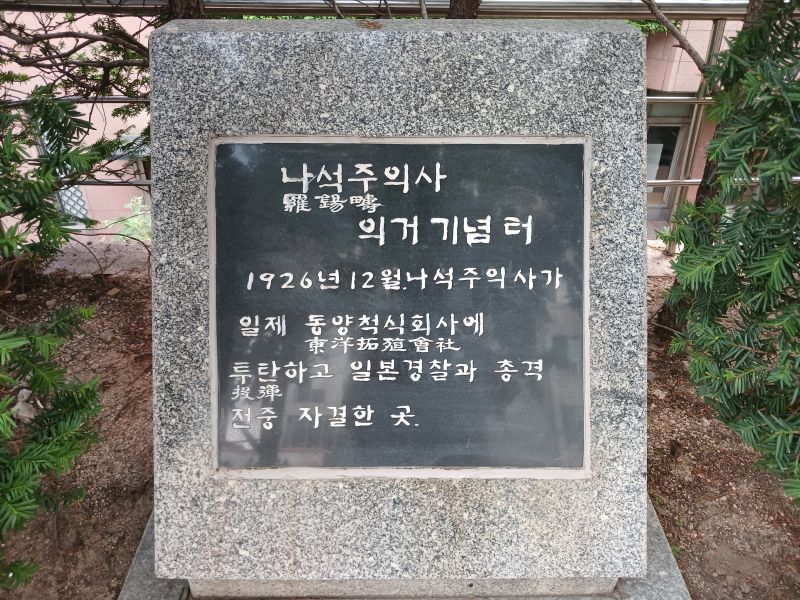 나석주의사
羅錫疇
의거 기념 터
1926년 12월 나석주의사가
일제 동양척식회사에
東洋拓殖會社
투탄하고 일본경찰과 총격
投彈
전중 자결한 곳.